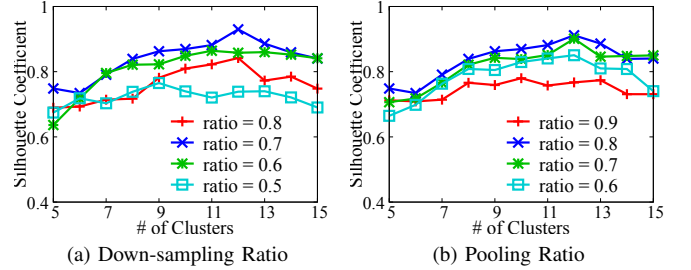 1
0.8
0.6
0.4
Silhouette Coefficient
ratio = 0.8
ratio = 0.7
ratio = 0.6
ratio = 0.5
5 7 9 11 13 15
# of Clusters
(a) Down-sampling Ratio
1
0.8
0.6
0.4
Silhouette Coefficient
ratio = 0.9
ratio = 0.8
ratio = 0.7
ratio = 0.6
5 7 9 11 13 15
# of Clusters
(b) Pooling Ratio